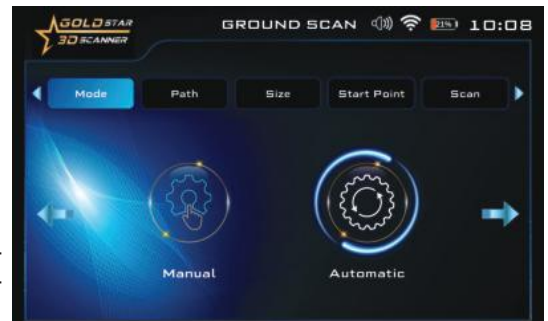 GOLD STAR
3D SCANNER
GROUND SCAN 21% 10:08
Mode Path Size Start Point Scan
Manual Automatic